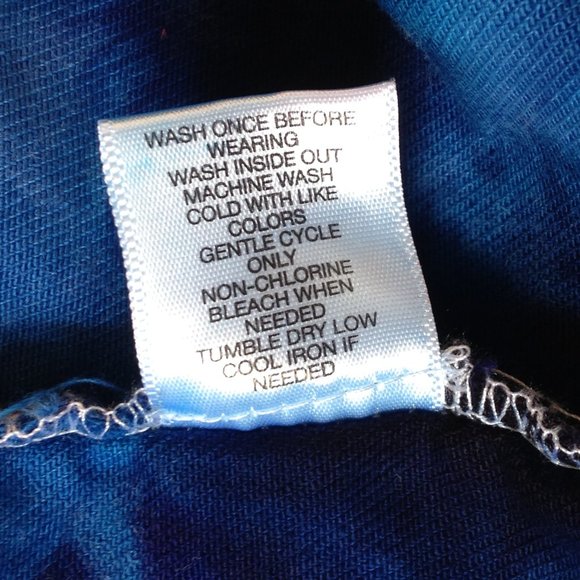 WASH ONCE BEFORE
WEARING
WASH INSIDE OUT
MACHINE WASH
COLD WITH LIKE
COLORS
GENTLE CYCLE
ONLY
NON-CHLORINE
BLEACH WHEN
NEEDED
TUMBLE DRY LOW
COOL IRON IF
NEEDED